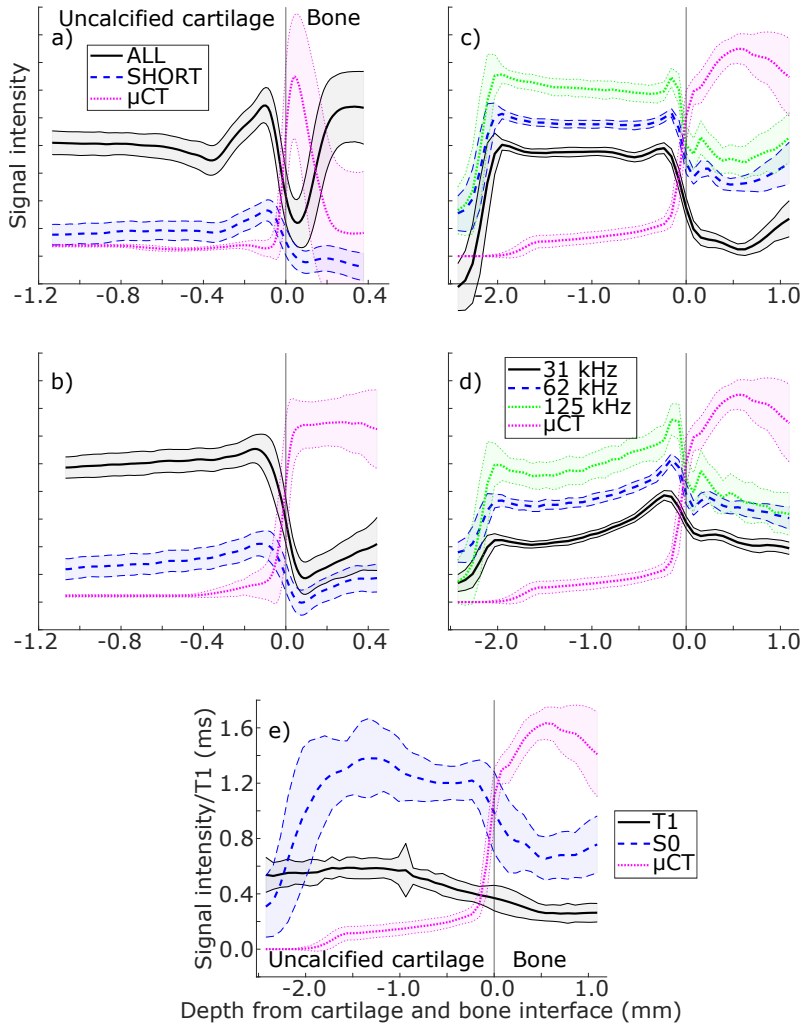 Uncalcified cartilage Bone
a)
ALL
SHORT
μCT
Signal intensity
-1.2 -0.8 -0.4 0.0 0.4
c)
-2.0 -1.0 0.0 1.0
b)
Signal intensity
-1.2 -0.8 -0.4 0.0 0.4
d)
31 kHz
62 kHz
125 kHz
μCT
-2.0 -1.0 0.0 1.0
e)
Signal intensity/T1 (ms)
1.6
1.2
0.8
0.4
0.0
T1
S0
μCT
Uncalcified cartilage Bone
-2.0 -1.0 0.0 1.0
Depth from cartilage and bone interface (mm)